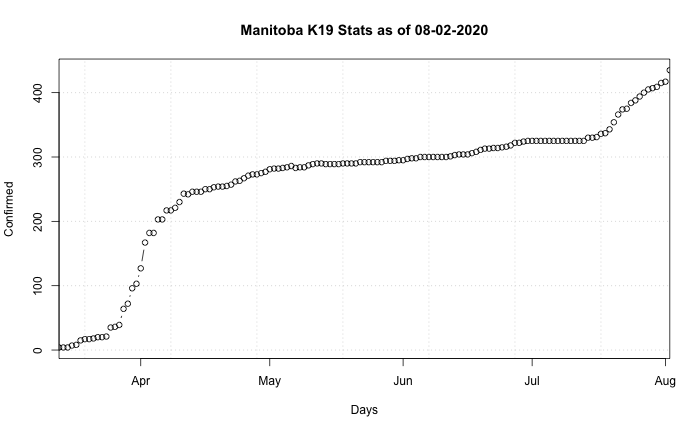 Manitoba K19 Stats as of 08-02-2020
Confirmed
400
300
200
100
0
Apr May Jun Jul Aug
Days